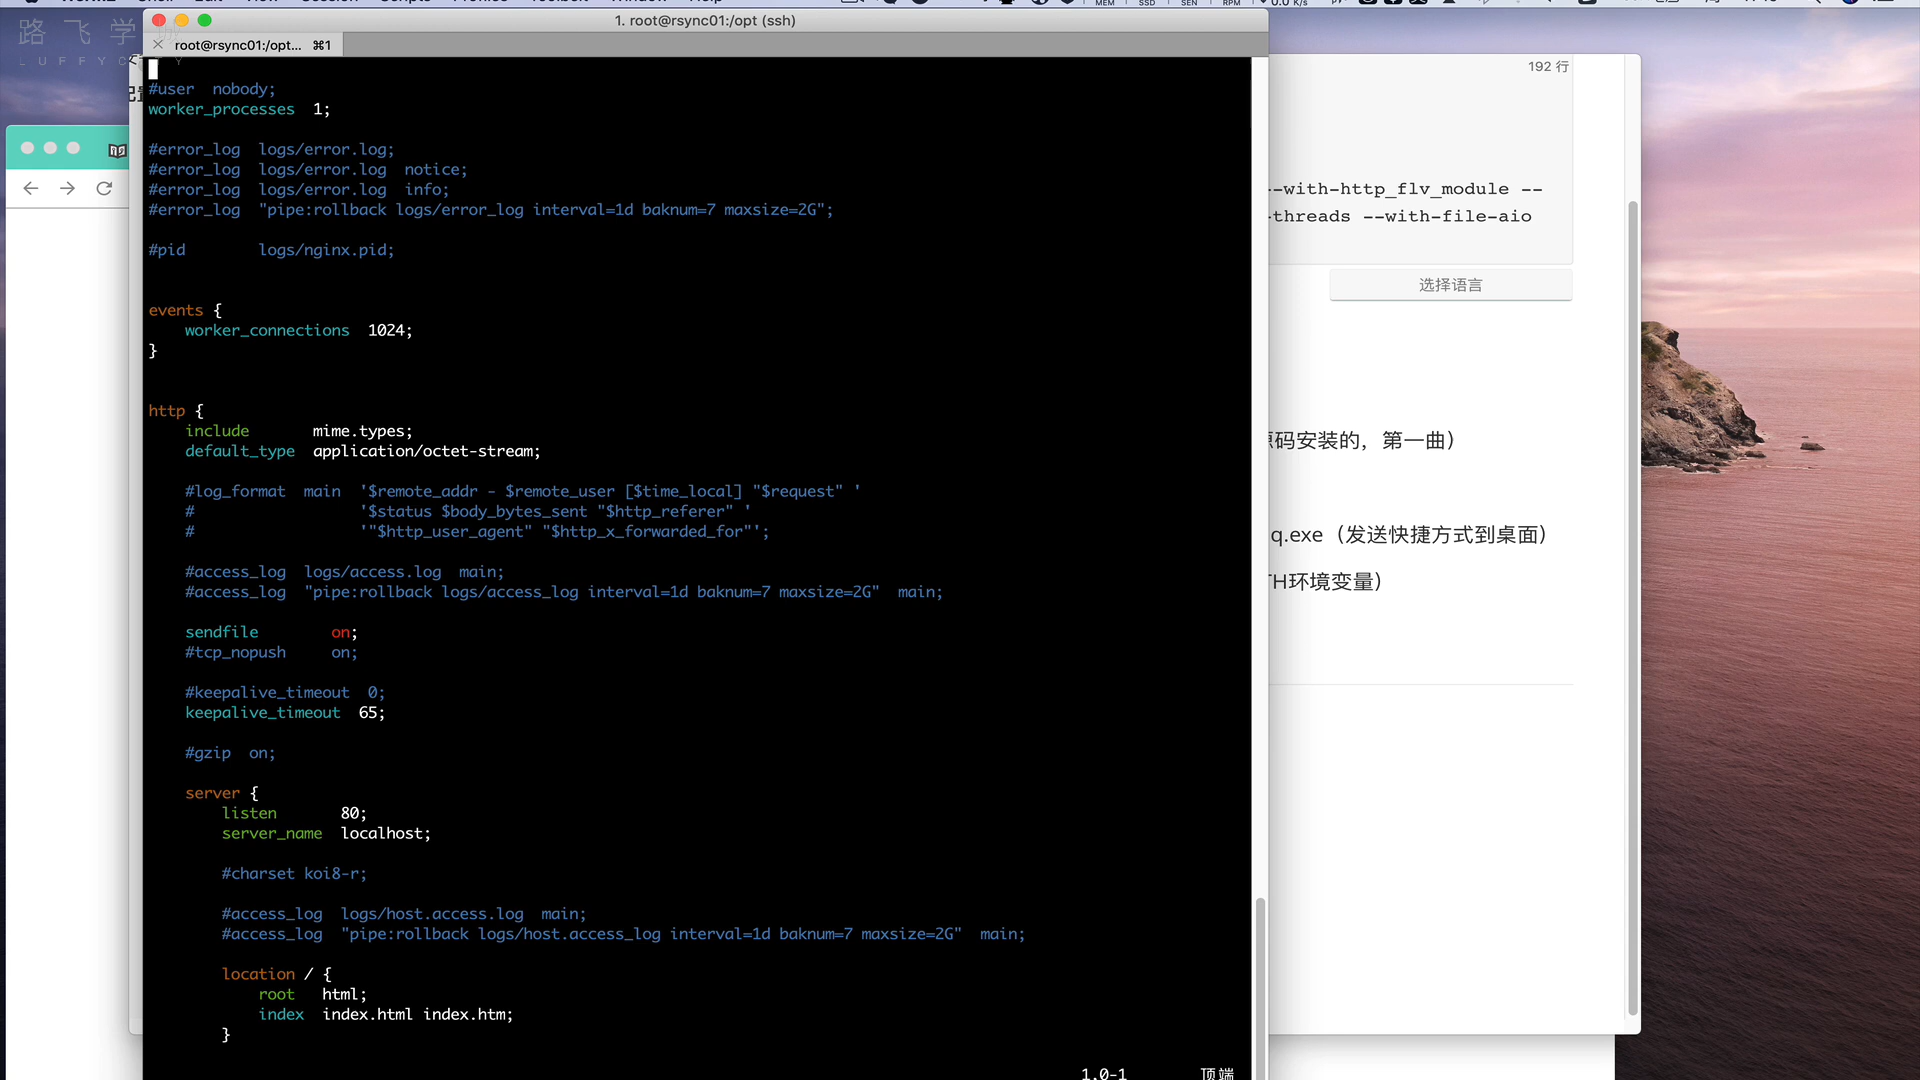 1. root@rsync01:/opt (ssh)
root@rsync01:/opt... ⌘1
路飞学城
LUFFYCITY
#user  nobody;
worker_processes  1;
#error_log  logs/error.log;
#error_log  logs/error.log  notice;
#error_log  logs/error.log  info;
#error_log  "pipe:rollback logs/error_log interval=1d baknum=7 maxsize=2G";
#pid        logs/nginx.pid;
events {
    worker_connections  1024;
}
http {
    include       mime.types;
    default_type  application/octet-stream;
    #log_format  main  '$remote_addr - $remote_user [$time_local] "$request" '
    #                  '$status $body_bytes_sent "$http_referer" '
    #                  '"$http_user_agent" "$http_x_forwarded_for"';
    #access_log  logs/access.log  main;
    #access_log  "pipe:rollback logs/access_log interval=1d baknum=7 maxsize=2G"  main;
    sendfile        on;
    #tcp_nopush     on;
    #keepalive_timeout  0;
    keepalive_timeout  65;
    #gzip  on;
    server {
        listen       80;
        server_name  localhost;
        #charset koi8-r;
        #access_log  logs/host.access.log  main;
        #access_log  "pipe:rollback logs/host.access_log interval=1d baknum=7 maxsize=2G"  main;
        location / {
            root   html;
            index  index.html index.htm;
        }
1,0-1 顶端
192 行
--with-http_flv_module --
-threads --with-file-aio
选择语言
源码安装的，第一曲）
q.exe（发送快捷方式到桌面）
TH环境变量）